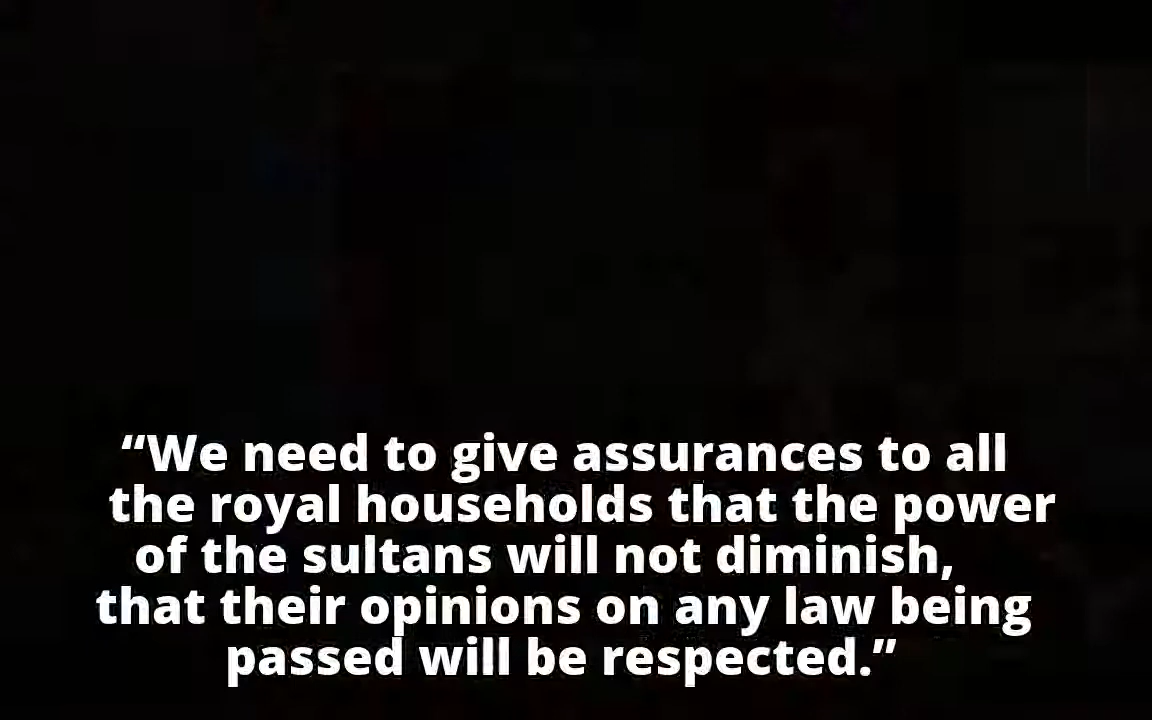 “We need to give assurances to all
the royal households that the power
of the sultans will not diminish,
that their opinions on any law being
passed will be respected.”